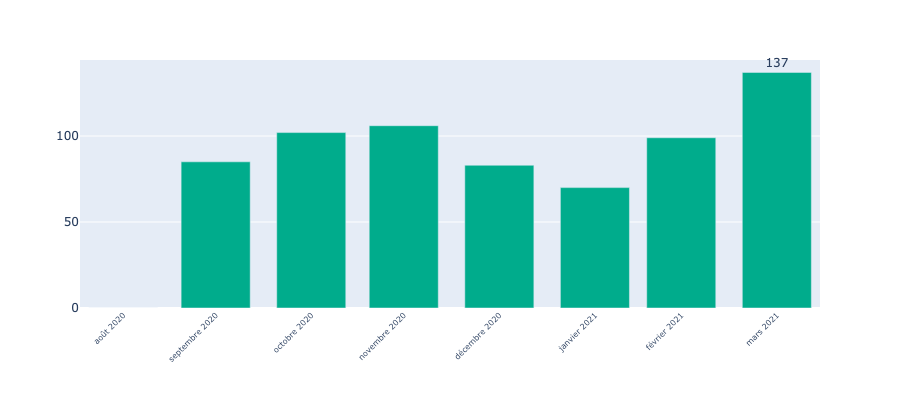 137
100
50
0
août 2020
septembre 2020
octobre 2020
novembre 2020
décembre 2020
janvier 2021
février 2021
mars 2021